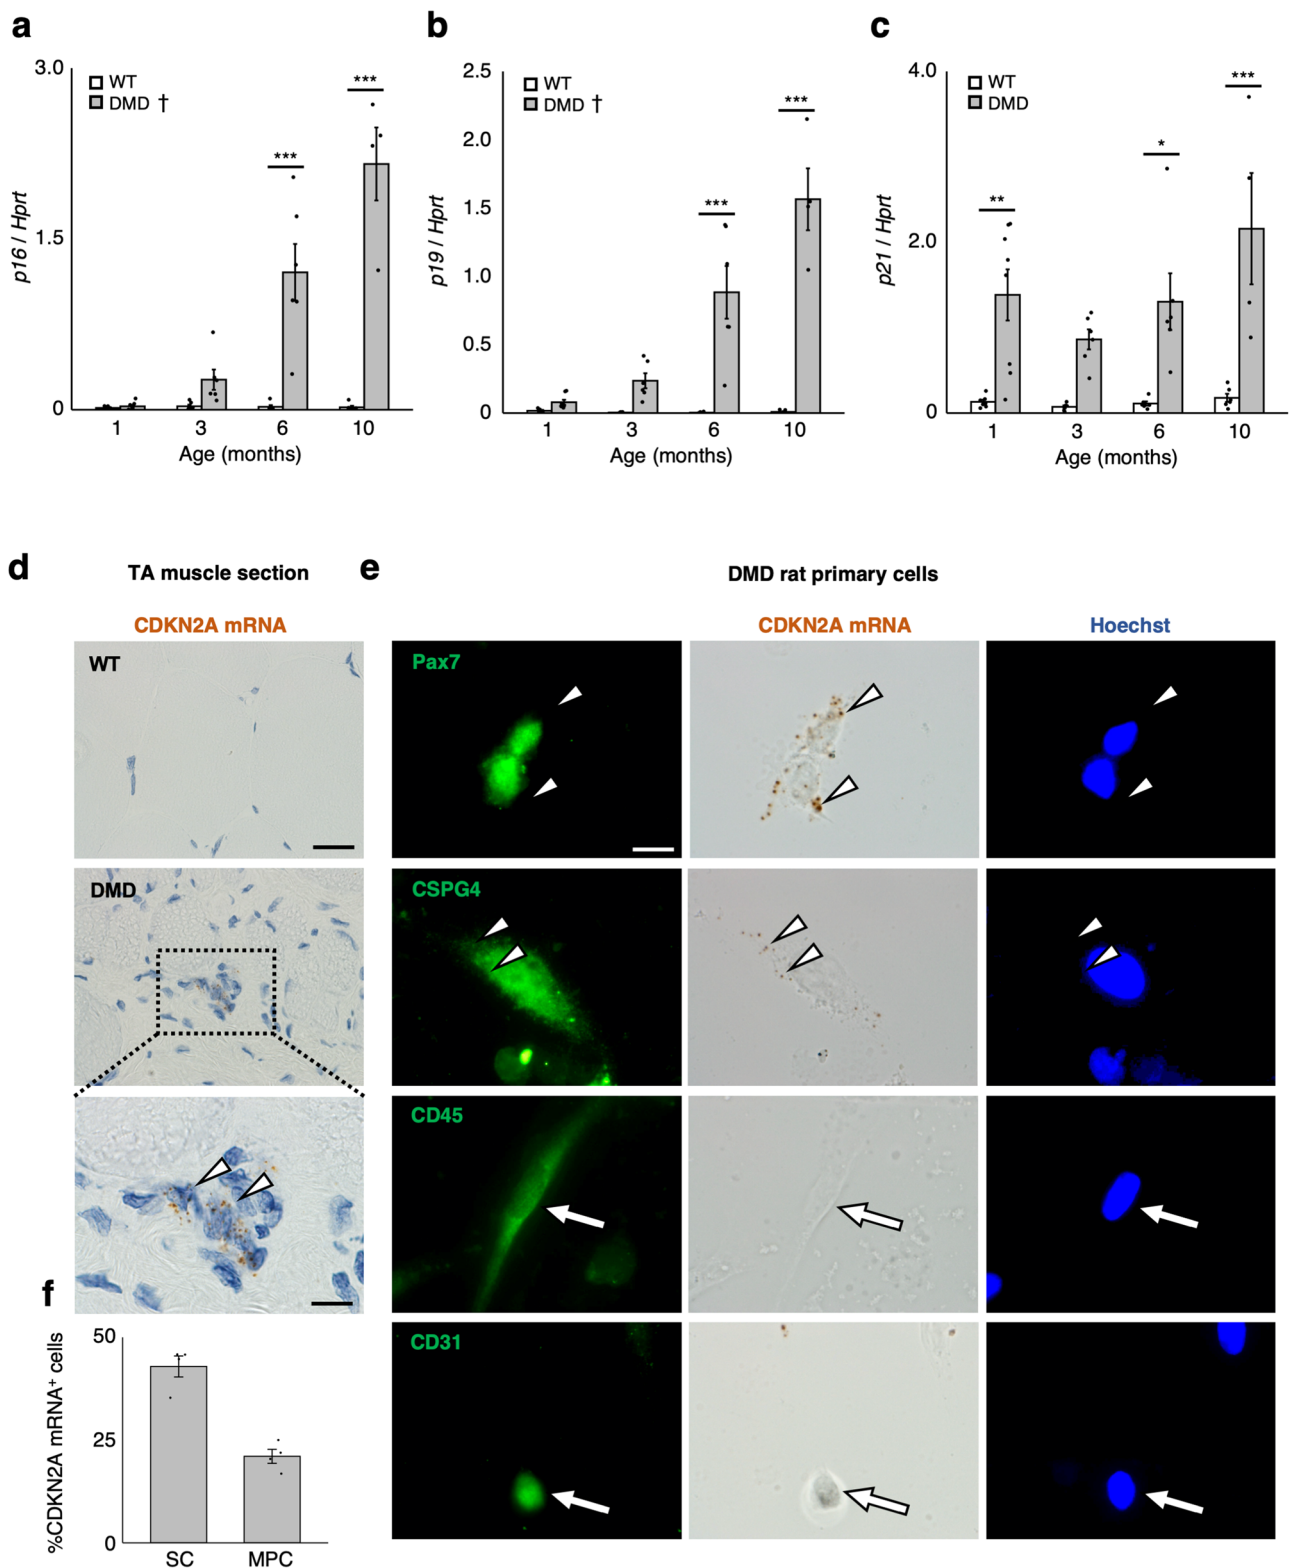 a
3.0
1.5
0
p16 / Hprt
WT
DMD †
***
***
1 3 6 10
Age (months)
b
2.5
2.0
1.5
1.0
0.5
0
p19 / Hprt
WT
DMD †
***
***
1 3 6 10
Age (months)
c
4.0
2.0
0
p21 / Hprt
WT
DMD
**
*
***
1 3 6 10
Age (months)
d
TA muscle section
CDKN2A mRNA
WT
DMD
e
DMD rat primary cells
CDKN2A mRNA
Hoechst
Pax7
CSPG4
CD45
CD31
f
50
25
0
%CDKN2A mRNA⁺ cells
SC MPC